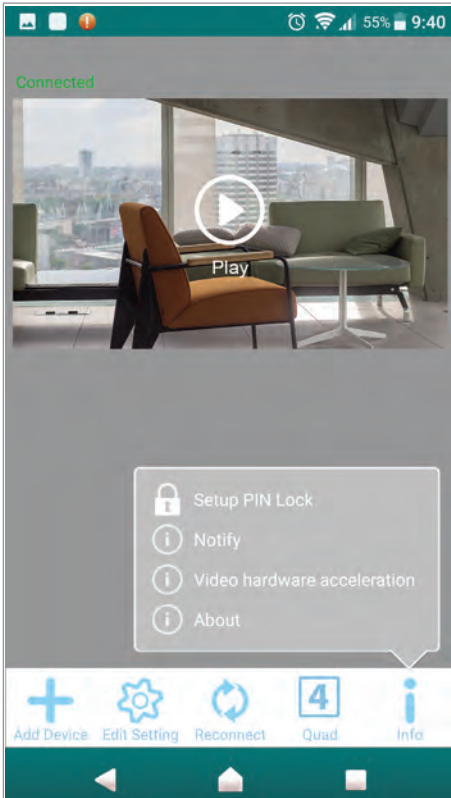 55% 9:40
Connected
Play
Setup PIN Lock
Notify
Video hardware acceleration
About
4
Add Device Edit Setting Reconnect Quad Info